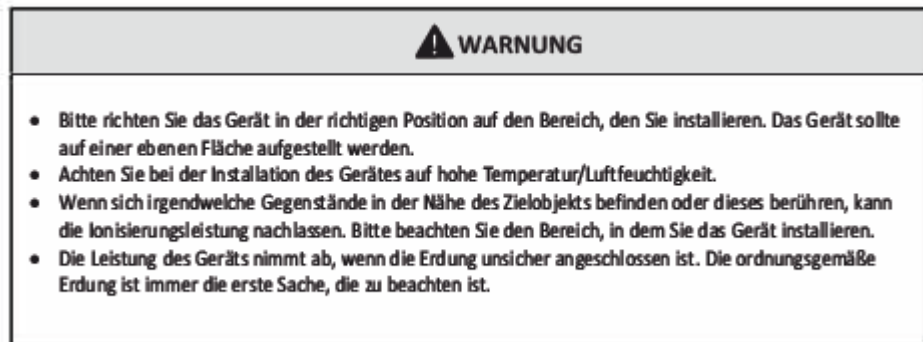 WARNUNG
• Bitte richten Sie das Gerät in der richtigen Position auf den Bereich, den Sie installieren. Das Gerät sollte
auf einer ebenen Fläche aufgestellt werden.
• Achten Sie bei der Installation des Gerätes auf hohe Temperatur/Luftfeuchtigkeit.
• Wenn sich irgendwelche Gegenstände in der Nähe des Zielobjekts befinden oder dieses berühren, kann
die Ionisierungsleistung nachlassen. Bitte beachten Sie den Bereich, in dem Sie das Gerät installieren.
• Die Leistung des Geräts nimmt ab, wenn die Erdung unsicher angeschlossen ist. Die ordnungsgemäße
Erdung ist immer die erste Sache, die zu beachten ist.